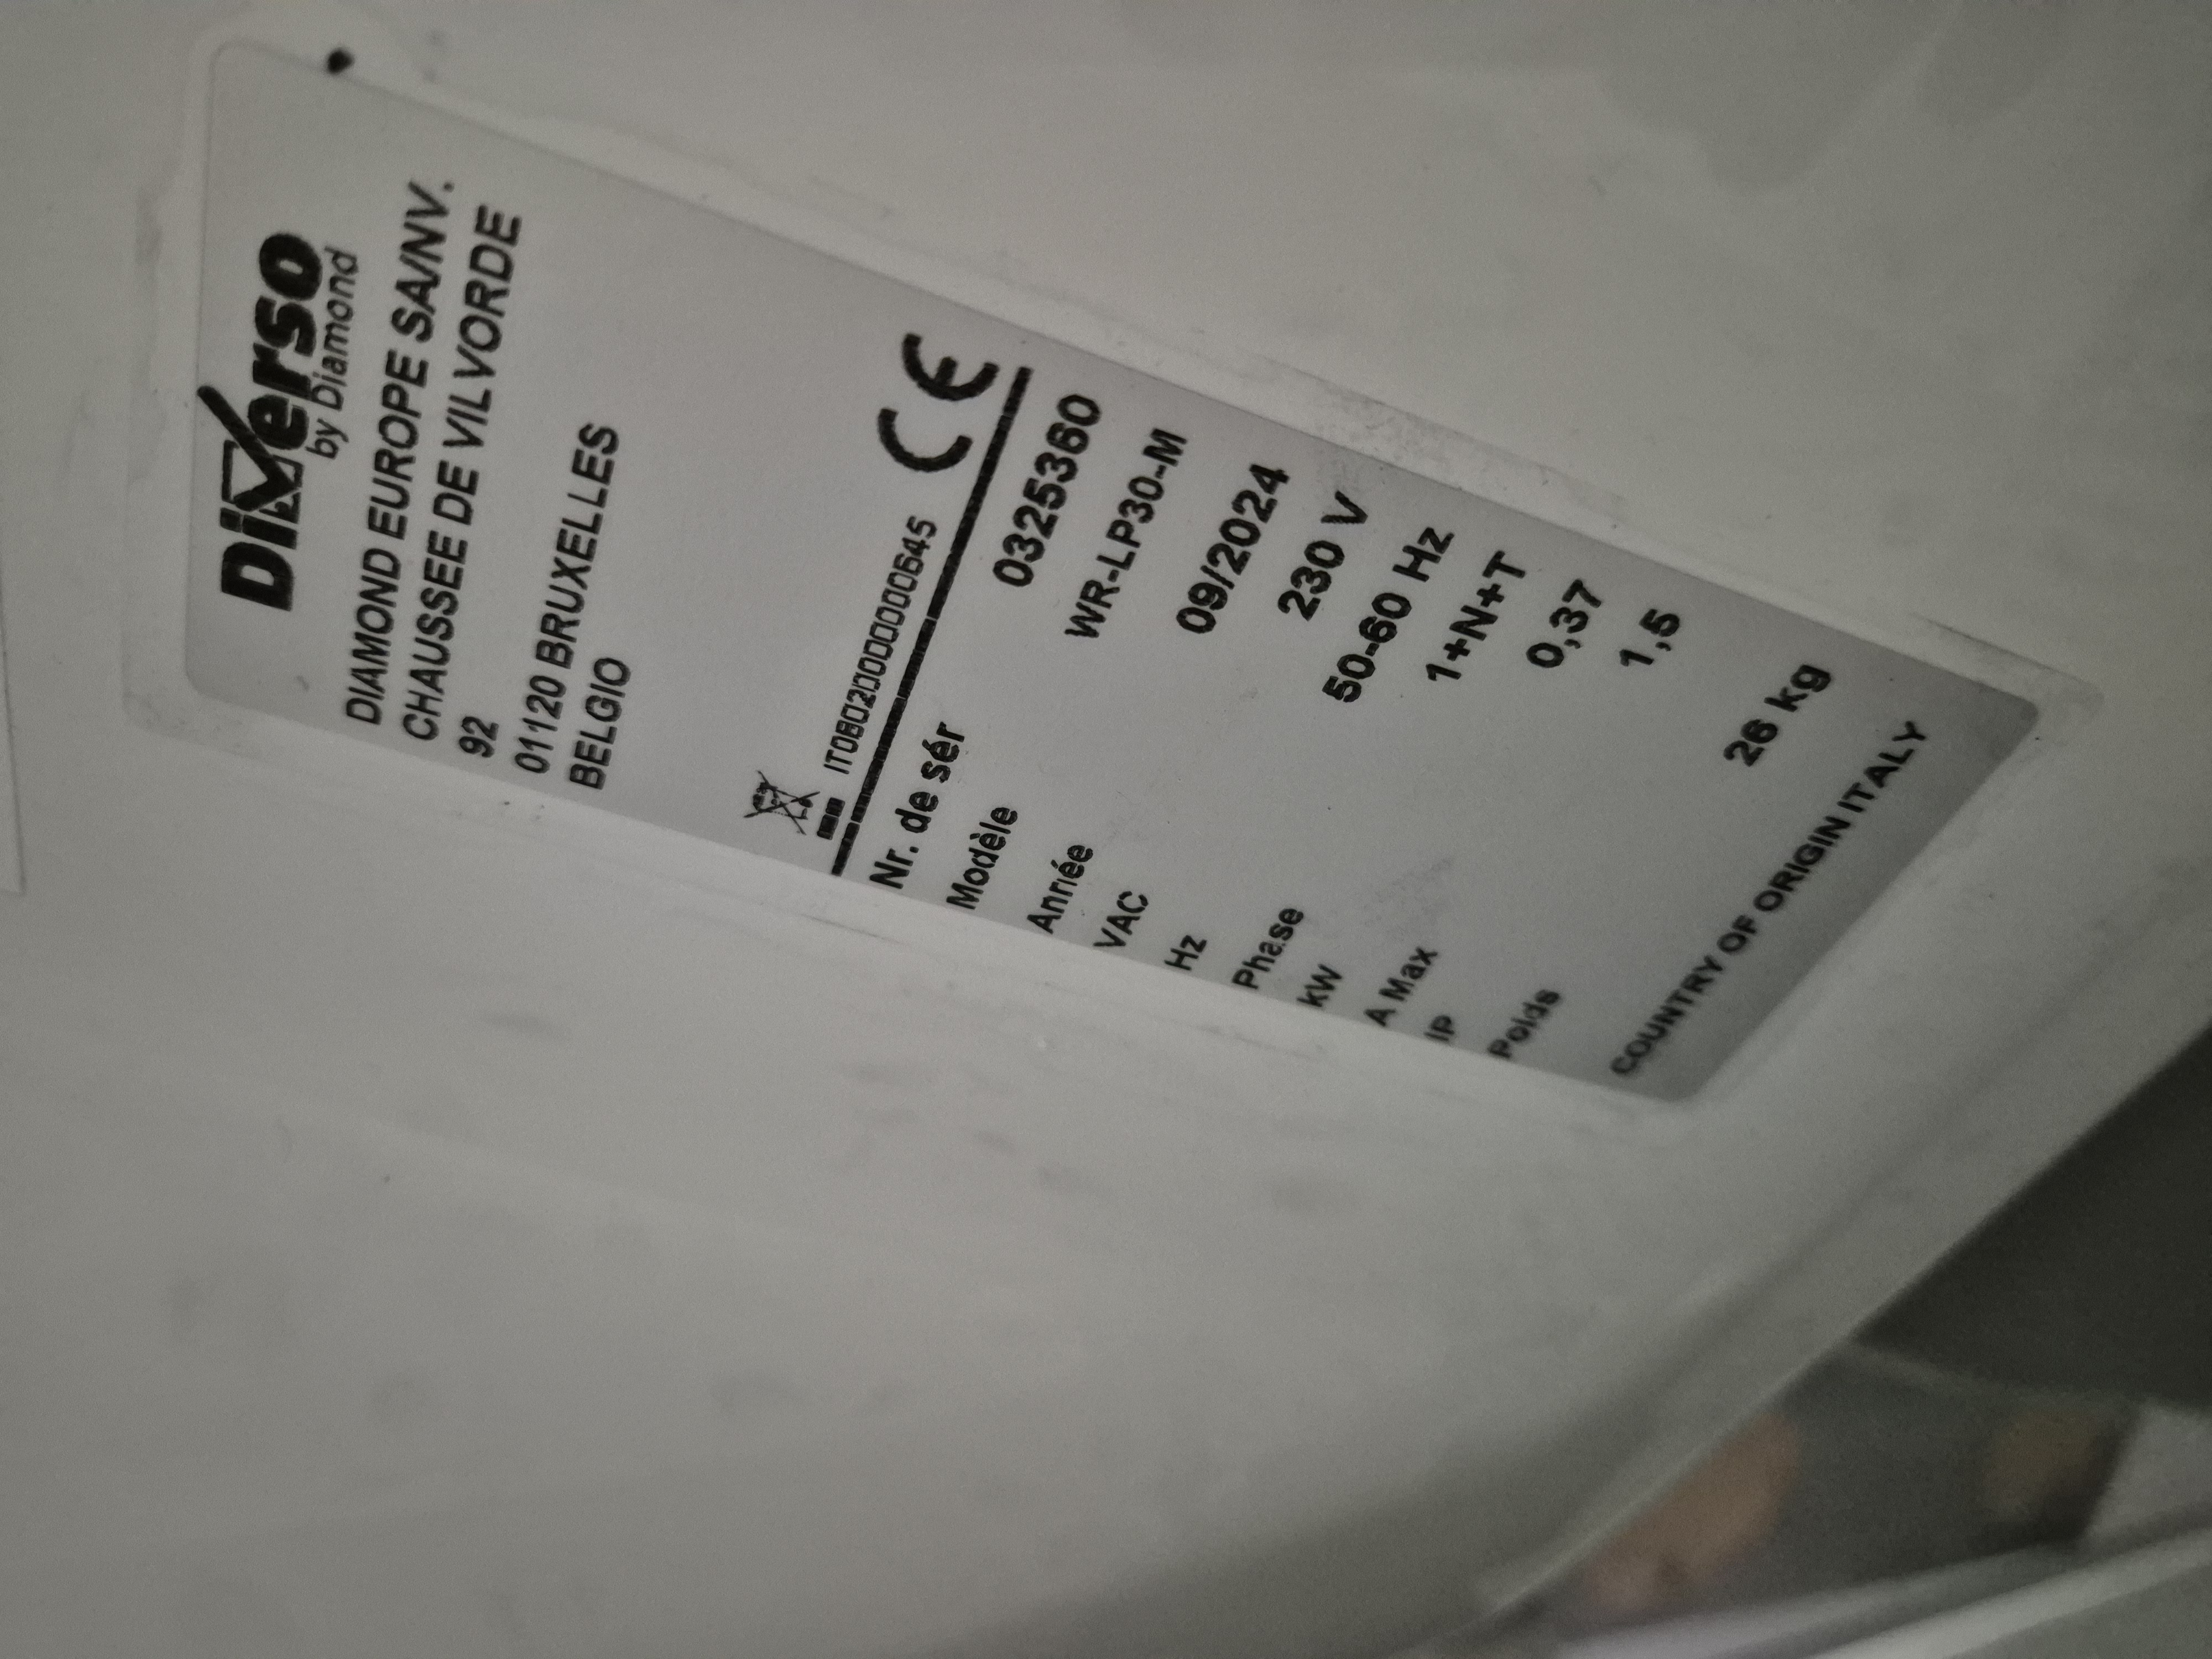 Diverso
by Diamond
DIAMOND EUROPE SA/NV.
CHAUSSEE DE VILVORDE
92
01120 BRUXELLES
BELGIO
IT08020000000645 CE
Nr. de sér 0325360
Modèle WR-LP30-M
Année 09/2024
VAC 230 V
Hz 50-60 Hz
Phase 1+N+T
kW 0,37
A Max 1,5
IP
Poids 26 kg
COUNTRY OF ORIGIN ITALY